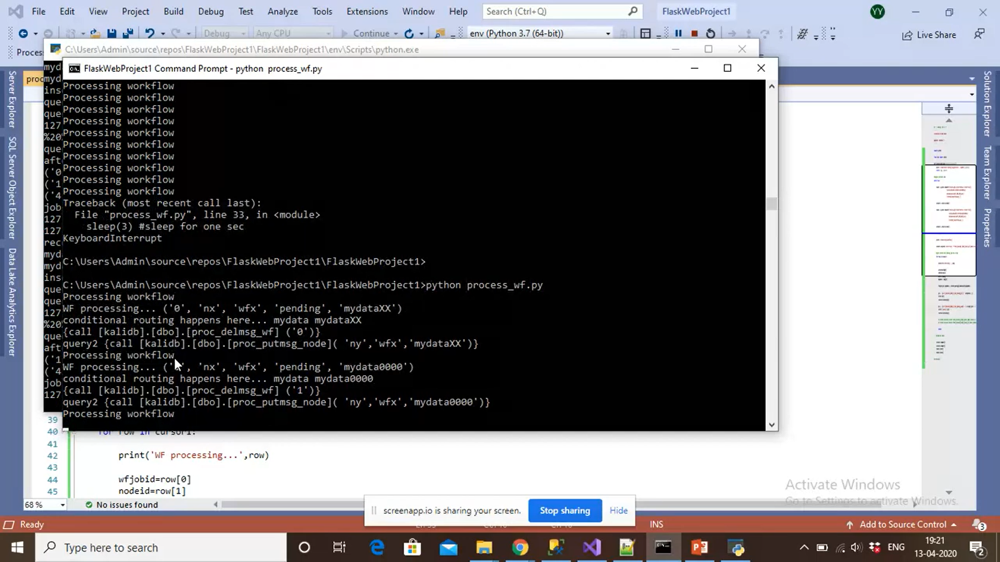 File Edit View Project Build Debug Test Analyze Tools Extensions Window Help Search (Ctrl+Q) FlaskWebProject1 YY
Debug Any CPU Continue env (Python 3.7 (64-bit)) Live Share
Process
C:\Users\Admin\source\repos\FlaskWebProject1\FlaskWebProject1\env\Scripts\python.exe
FlaskWebProject1 Command Prompt - python  process_wf.py
Processing workflow
Processing workflow
Processing workflow
Processing workflow
Processing workflow
Processing workflow
Processing workflow
Processing workflow
Processing workflow
Processing workflow
Traceback (most recent call last):
File "process_wf.py", line 33, in <module>
sleep(3) #sleep for one sec
KeyboardInterrupt
C:\Users\Admin\source\repos\FlaskWebProject1\FlaskWebProject1>
C:\Users\Admin\source\repos\FlaskWebProject1\FlaskWebProject1>python process_wf.py
Processing workflow
WF processing... ('0', 'nx', 'wfx', 'pending', 'mydataXX')
conditional routing happens here... mydata mydataXX
{call [kalidb].[dbo].[proc_delmsg_wf] ('0')}
query2 {call [kalidb].[dbo].[proc_putmsg_node]( 'ny','wfx','mydataXX')}
Processing workflow
WF processing... (' ', 'nx', 'wfx', 'pending', 'mydata0000')
conditional routing happens here... mydata mydata0000
{call [kalidb].[dbo].[proc_delmsg_wf] ('1')}
query2 {call [kalidb].[dbo].[proc_putmsg_node]( 'ny','wfx','mydata0000')}
Processing workflow
Server Explorer
SQL Server Object Explorer
Data Lake Analytics Explorer
Solution Explorer
Team Explorer
Properties
39
40 for row in cursor1:
41
42 print('WF processing...',row)
43
44 wfjobid=row[0]
45 nodeid=row[1]
68 % No issues found
Activate Windows
Go to Settings to activate Windows.
screenapp.io is sharing your screen. Stop sharing Hide
Ready INS Add to Source Control 3
Type here to search ENG 19:21
13-04-2020 2